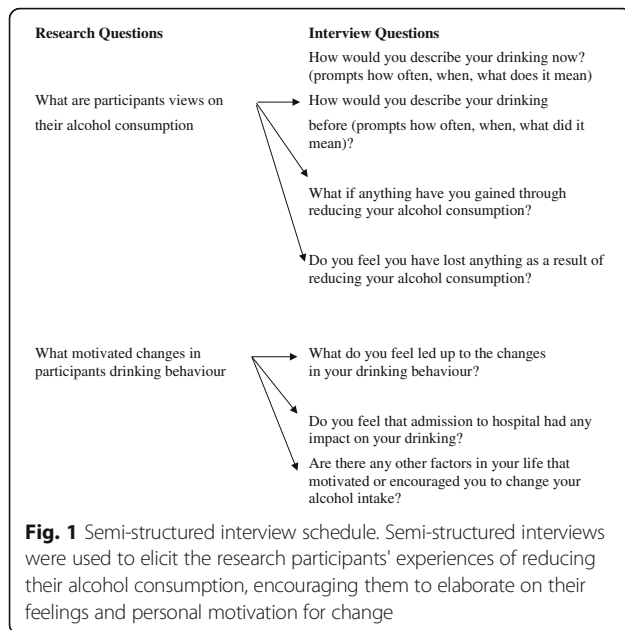 Research Questions
Interview Questions
How would you describe your drinking now?
(prompts how often, when, what does it mean)
What are participants views on
their alcohol consumption
How would you describe your drinking
before (prompts how often, when, what did it
mean)?
What if anything have you gained through
reducing your alcohol consumption?
Do you feel you have lost anything as a result of
reducing your alcohol consumption?
What motivated changes in
participants drinking behaviour
What do you feel led up to the changes
in your drinking behaviour?
Do you feel that admission to hospital had any
impact on your drinking?
Are there any other factors in your life that
motivated or encouraged you to change your
alcohol intake?
Fig. 1 Semi-structured interview schedule. Semi-structured interviews
were used to elicit the research participants' experiences of reducing
their alcohol consumption, encouraging them to elaborate on their
feelings and personal motivation for change